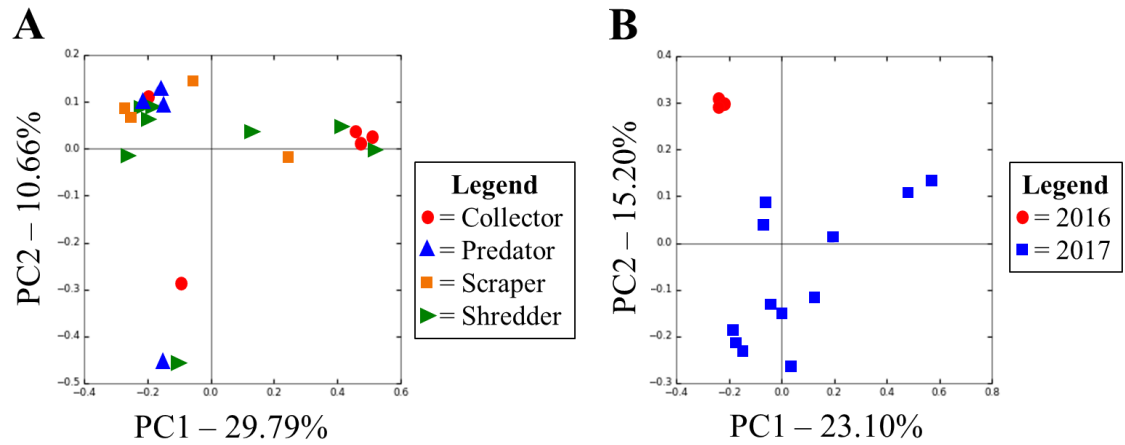 A
PC2 – 10.66%
0.2
0.1
0.0
−0.1
−0.2
−0.3
−0.4
−0.5
−0.4
−0.2
0.0
0.2
0.4
0.6
PC1 – 29.79%
Legend
= Collector
= Predator
= Scraper
= Shredder
B
PC2 – 15.20%
0.4
0.3
0.2
0.1
0.0
−0.1
−0.2
−0.3
−0.4
−0.2
0.0
0.2
0.4
0.6
0.8
PC1 – 23.10%
Legend
= 2016
= 2017